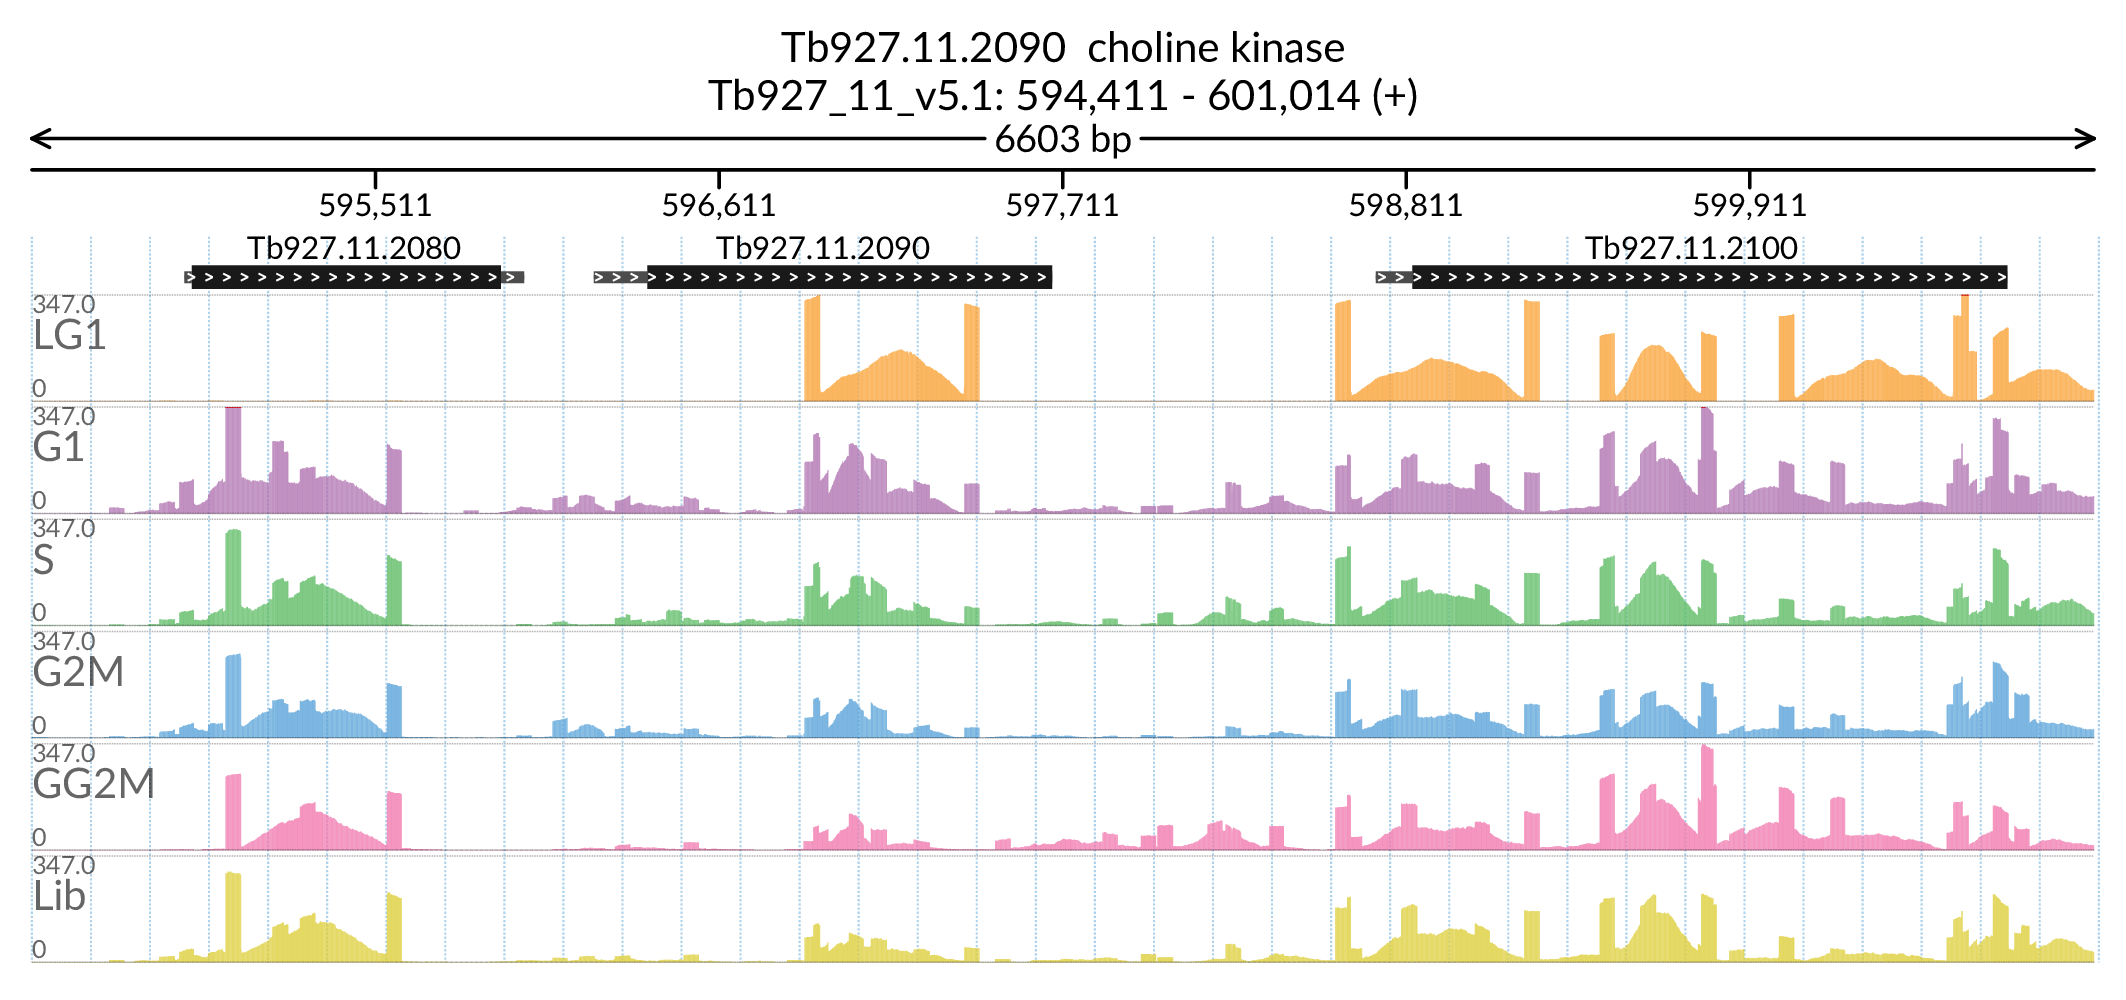 Tb927.11.2090  choline kinase
Tb927_11_v5.1: 594,411 - 601,014 (+)
6603 bp
595,511 596,611 597,711 598,811 599,911
Tb927.11.2080 Tb927.11.2090 Tb927.11.2100
347.0
LG1
0
347.0
G1
0
347.0
S
0
347.0
G2M
0
347.0
GG2M
0
347.0
Lib
0